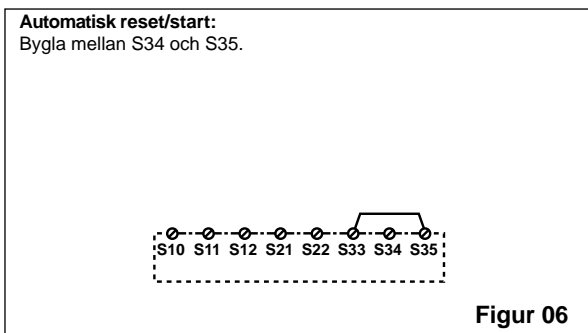 Automatisk reset/start:
Bygla mellan S34 och S35.
S10 S11 S12 S21 S22 S33 S34 S35
Figur 06